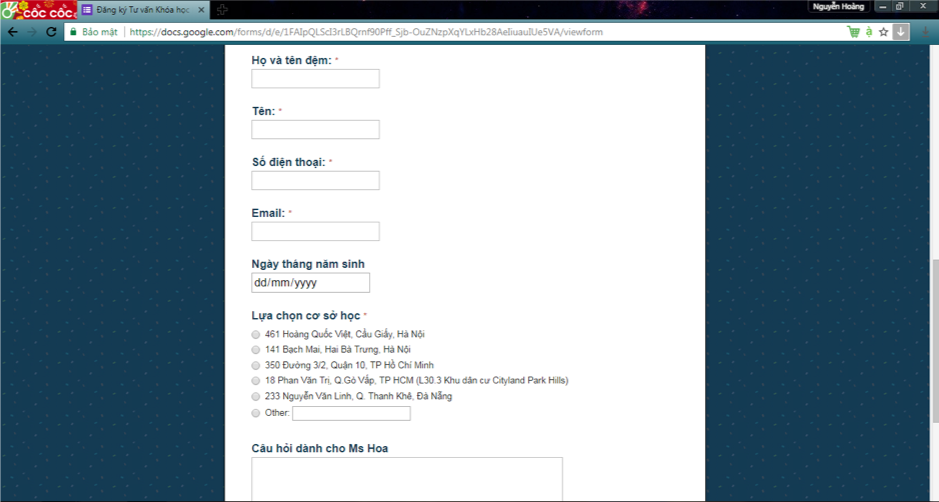 CỐC CỐC
Đăng ký Tư vấn Khóa học
Nguyễn Hoàng
Bảo mật
https://docs.google.com/forms/d/e/1FAIpQLScI3rLBQrnf90Pff_Sjb-OuZNzpXqYLxHb28AeIiuauIUe5VA/viewform
Họ và tên đệm: *
Tên: *
Số điện thoại: *
Email: *
Ngày tháng năm sinh
dd/mm/yyyy
Lựa chọn cơ sở học *
461 Hoàng Quốc Việt, Cầu Giấy, Hà Nội
141 Bạch Mai, Hai Bà Trưng, Hà Nội
350 Đường 3/2, Quận 10, TP Hồ Chí Minh
18 Phan Văn Trị, Q.Gò Vấp, TP HCM (L30.3 Khu dân cư Cityland Park Hills)
233 Nguyễn Văn Linh, Q. Thanh Khê, Đà Nẵng
Other:
Câu hỏi dành cho Ms Hoa